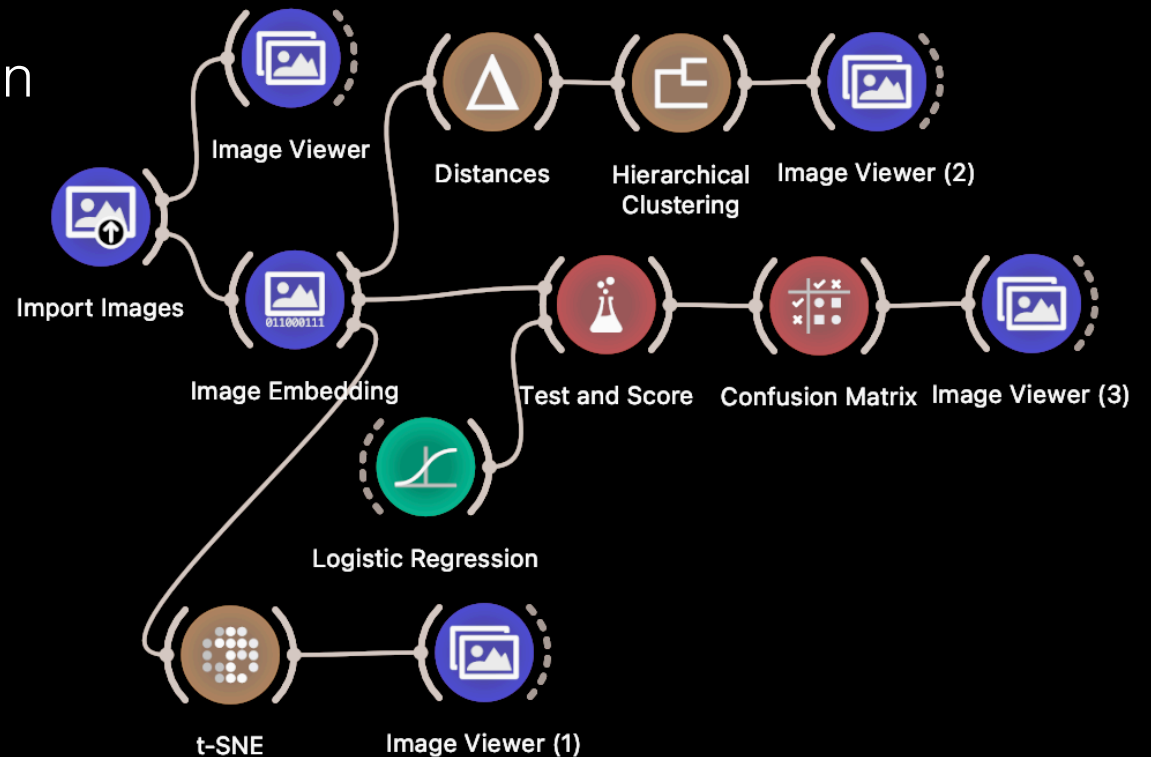 n
Image Viewer
Distances
Hierarchical
Clustering
Image Viewer (2)
Import Images
011000111
Image Embedding
Test and Score
Confusion Matrix
Image Viewer (3)
Logistic Regression
t-SNE
Image Viewer (1)